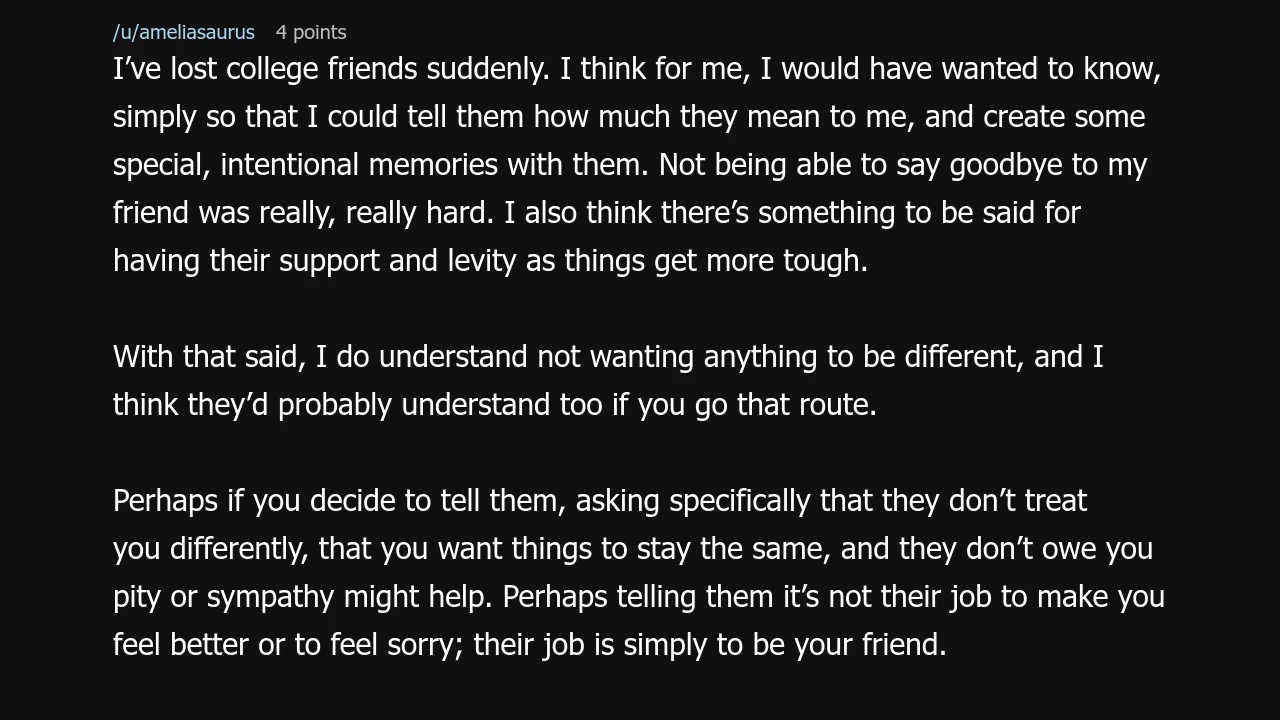 /u/ameliasaurus 4 points
I’ve lost college friends suddenly. I think for me, I would have wanted to know,
simply so that I could tell them how much they mean to me, and create some
special, intentional memories with them. Not being able to say goodbye to my
friend was really, really hard. I also think there’s something to be said for
having their support and levity as things get more tough.
With that said, I do understand not wanting anything to be different, and I
think they’d probably understand too if you go that route.
Perhaps if you decide to tell them, asking specifically that they don’t treat
you differently, that you want things to stay the same, and they don’t owe you
pity or sympathy might help. Perhaps telling them it’s not their job to make you
feel better or to feel sorry; their job is simply to be your friend.